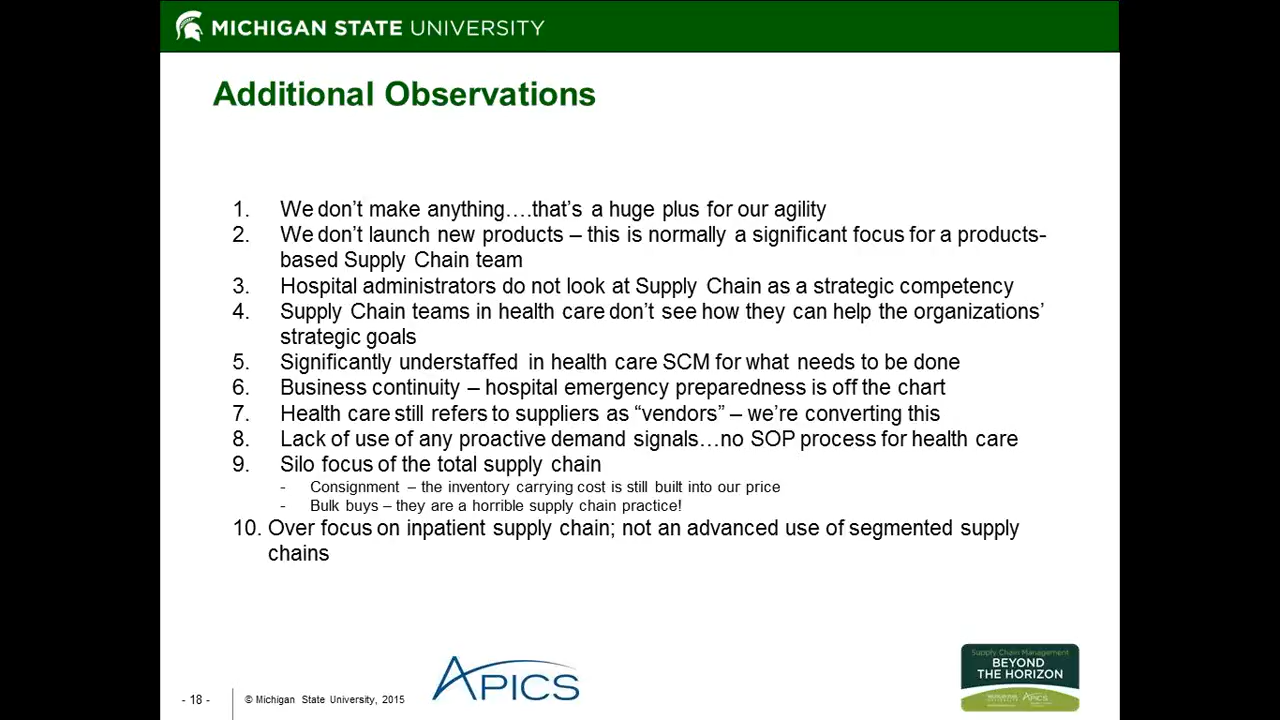 MICHIGAN STATE UNIVERSITY
Additional Observations
1. We don't make anything….that's a huge plus for our agility
2. We don't launch new products – this is normally a significant focus for a products-
based Supply Chain team
3. Hospital administrators do not look at Supply Chain as a strategic competency
4. Supply Chain teams in health care don't see how they can help the organizations'
strategic goals
5. Significantly understaffed in health care SCM for what needs to be done
6. Business continuity – hospital emergency preparedness is off the chart
7. Health care still refers to suppliers as “vendors” – we're converting this
8. Lack of use of any proactive demand signals…no SOP process for health care
9. Silo focus of the total supply chain
- Consignment – the inventory carrying cost is still built into our price
- Bulk buys – they are a horrible supply chain practice!
10. Over focus on inpatient supply chain; not an advanced use of segmented supply
chains
- 18 -
© Michigan State University, 2015
APICS
Supply Chain Management
BEYOND
THE HORIZON
APICS